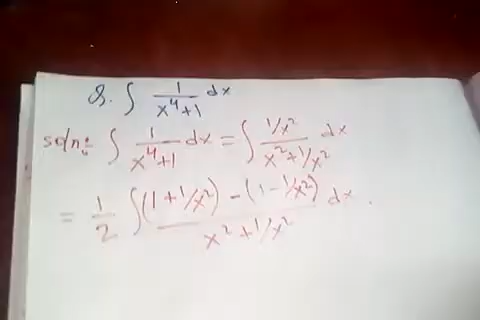 Q. ∫ 1/(x⁴+1) dx
soln: ∫ 1/(x⁴+1) dx = ∫ (1/x²)/(x²+1/x²) dx
= 1/2 ∫ ((1+1/x²) - (1-1/x²))/(x²+1/x²) dx.